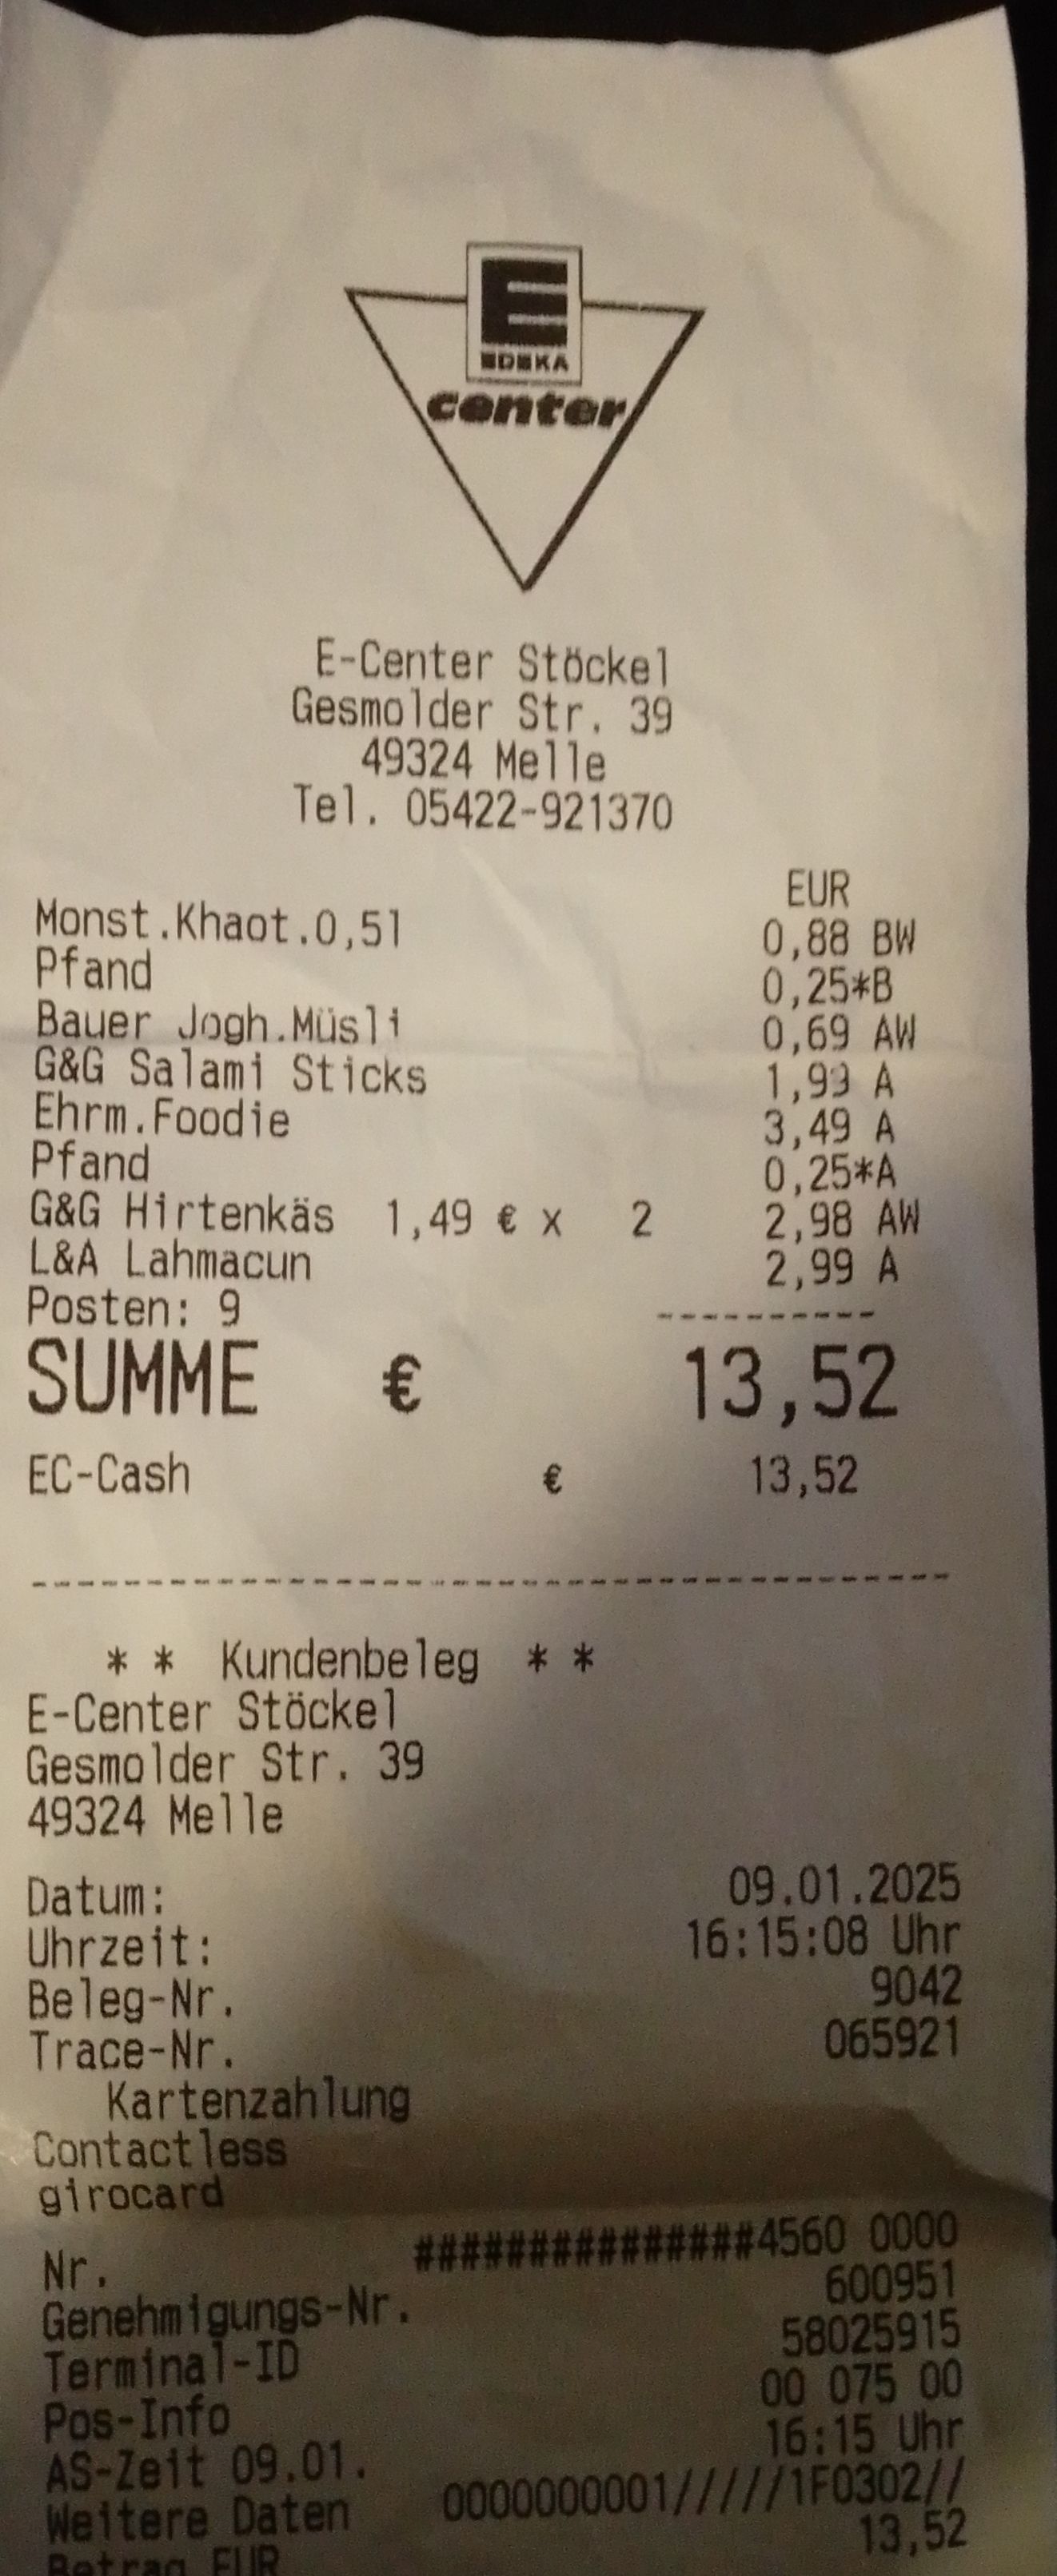 E
EDEKA
center
E-Center Stöckel
Gesmolder Str. 39
49324 Melle
Tel. 05422-921370
EUR
Monst.Khaot.0,5l 0,88 BW
Pfand 0,25*B
Bauer Jogh.Müsli 0,69 AW
G&G Salami Sticks 1,99 A
Ehrm.Foodie 3,49 A
Pfand 0,25*A
G&G Hirtenkäs 1,49 € x 2 2,98 AW
L&A Lahmacun 2,99 A
Posten: 9 ----------
SUMME € 13,52
EC-Cash € 13,52
----------------------------------------
* * Kundenbeleg * *
E-Center Stöckel
Gesmolder Str. 39
49324 Melle
Datum: 09.01.2025
Uhrzeit: 16:15:08 Uhr
Beleg-Nr. 9042
Trace-Nr. 065921
Kartenzahlung
Contactless
girocard
Nr. ###############4560 0000
Genehmigungs-Nr. 600951
Terminal-ID 58025915
Pos-Info 00 075 00
AS-Zeit 09.01. 16:15 Uhr
Weitere Daten 0000000001/////1F0302//
Betrag EUR 13,52